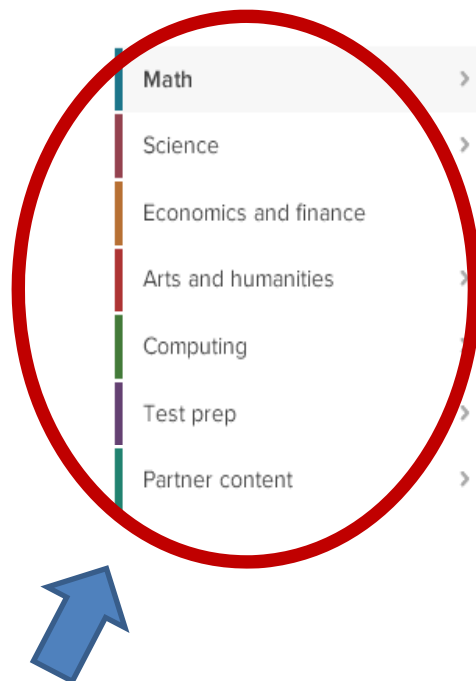 Math
Science
Economics and finance
Arts and humanities
Computing
Test prep
Partner content